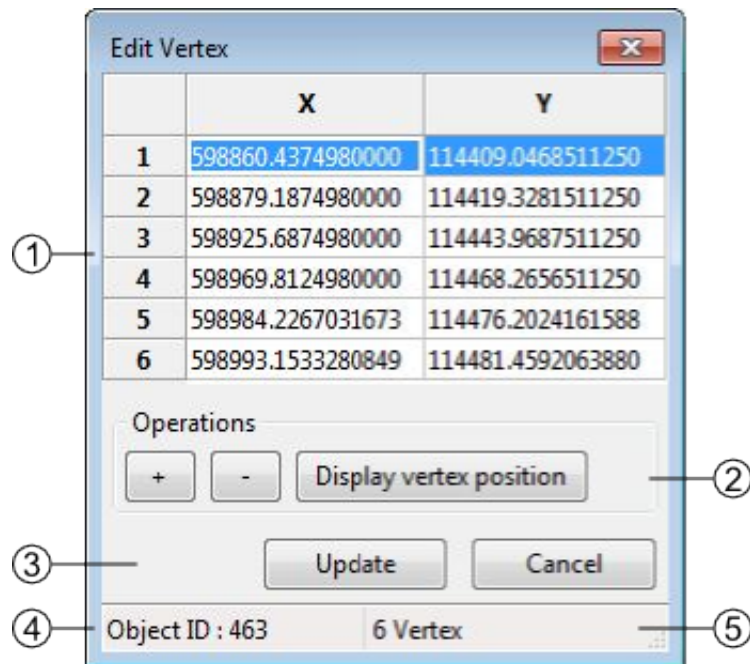 Edit Vertex
X Y
1 598860.4374980000 114409.0468511250
2 598879.1874980000 114419.3281511250
3 598925.6874980000 114443.9687511250
4 598969.8124980000 114468.2656511250
5 598984.2267031673 114476.2024161588
6 598993.1533280849 114481.4592063880
1
Operations
+ - Display vertex position 2
3 Update Cancel
4 Object ID : 463 6 Vertex 5